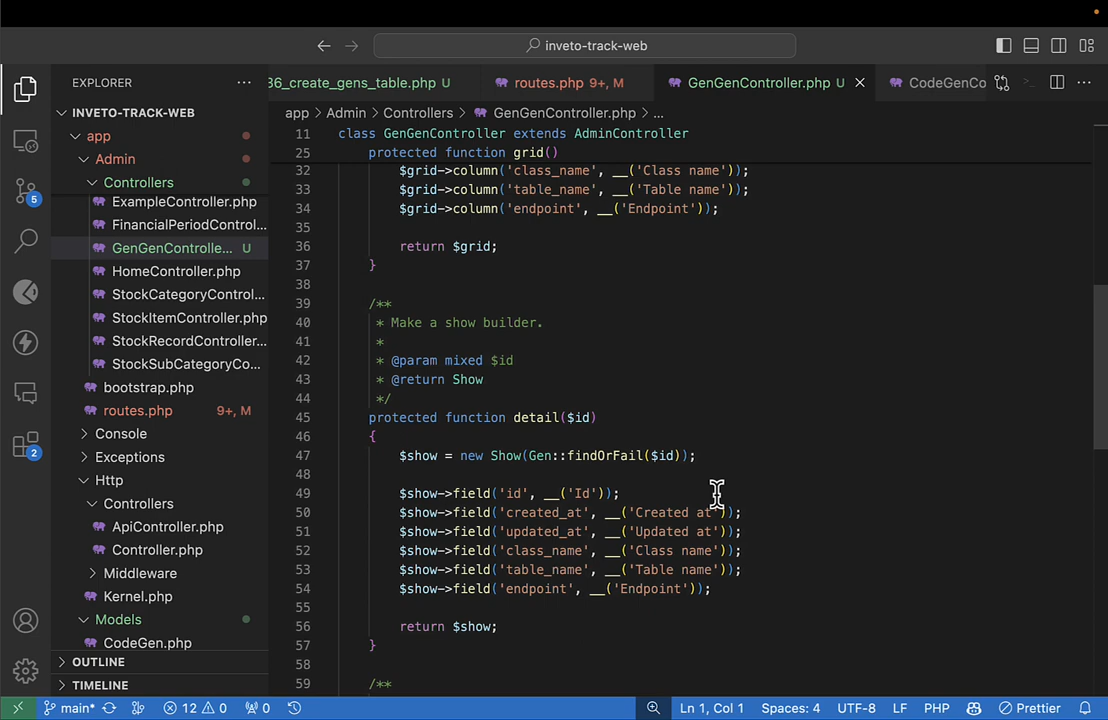 inveto-track-web
EXPLORER
36_create_gens_table.php U
routes.php 9+, M
GenGenController.php U
CodeGenCo
INVETO-TRACK-WEB
app > Admin > Controllers > GenGenController.php > ...
app
Admin
Controllers
ExampleController.php
FinancialPeriodControl...
GenGenControlle... U
HomeController.php
StockCategoryControl...
StockItemController.php
StockRecordController...
StockSubCategoryCo...
bootstrap.php
routes.php 9+, M
Console
Exceptions
Http
Controllers
ApiController.php
Controller.php
Middleware
Kernel.php
Models
CodeGen.php
OUTLINE
TIMELINE
5
2
11 class GenGenController extends AdminController
25 protected function grid()
32 $grid->column('class_name', __('Class name'));
33 $grid->column('table_name', __('Table name'));
34 $grid->column('endpoint', __('Endpoint'));
35
36 return $grid;
37 }
38
39 /**
40 * Make a show builder.
41 *
42 * @param mixed $id
43 * @return Show
44 */
45 protected function detail($id)
46 {
47 $show = new Show(Gen::findOrFail($id));
48
49 $show->field('id', __('Id'));
50 $show->field('created_at', __('Created at'));
51 $show->field('updated_at', __('Updated at'));
52 $show->field('class_name', __('Class name'));
53 $show->field('table_name', __('Table name'));
54 $show->field('endpoint', __('Endpoint'));
55
56 return $show;
57 }
58
59 /**
main* 12 0 0 Ln 1, Col 1 Spaces: 4 UTF-8 LF PHP Prettier